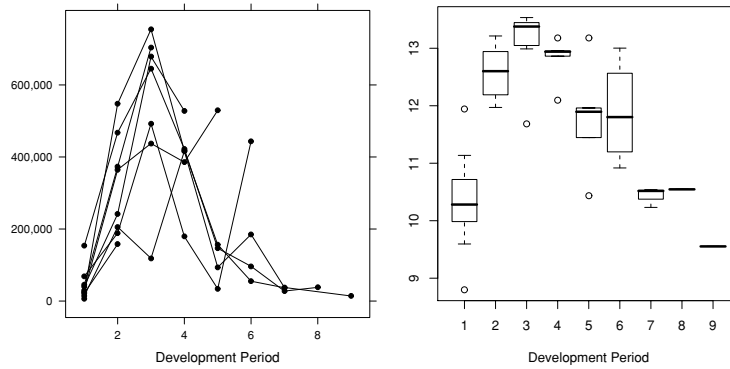 600,000
400,000
200,000
0
2 4 6 8
Development Period
13
12
11
10
9
1 2 3 4 5 6 7 8 9
Development Period